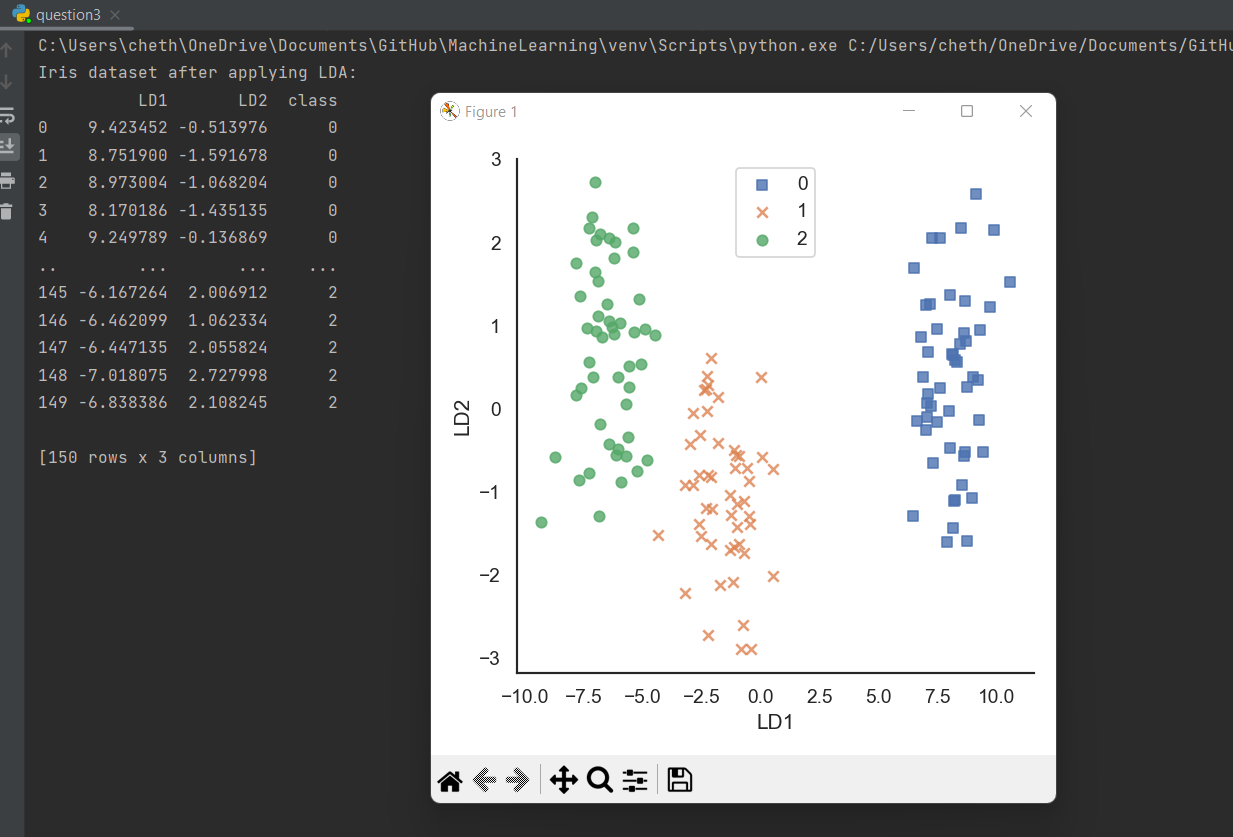 question3
C:\Users\cheth\OneDrive\Documents\GitHub\MachineLearning\venv\Scripts\python.exe C:/Users/cheth/OneDrive/Documents/GitHu
Iris dataset after applying LDA:
LD1 LD2 class
0 9.423452 -0.513976 0
1 8.751900 -1.591678 0
2 8.973004 -1.068204 0
3 8.170186 -1.435135 0
4 9.249789 -0.136869 0
.. ... ... ...
145 -6.167264 2.006912 2
146 -6.462099 1.062334 2
147 -6.447135 2.055824 2
148 -7.018075 2.727998 2
149 -6.838386 2.108245 2
[150 rows x 3 columns]
Figure 1
3
2
1
0
−1
−2
−3
LD2
0
1
2
−10.0 −7.5 −5.0 −2.5 0.0 2.5 5.0 7.5 10.0
LD1